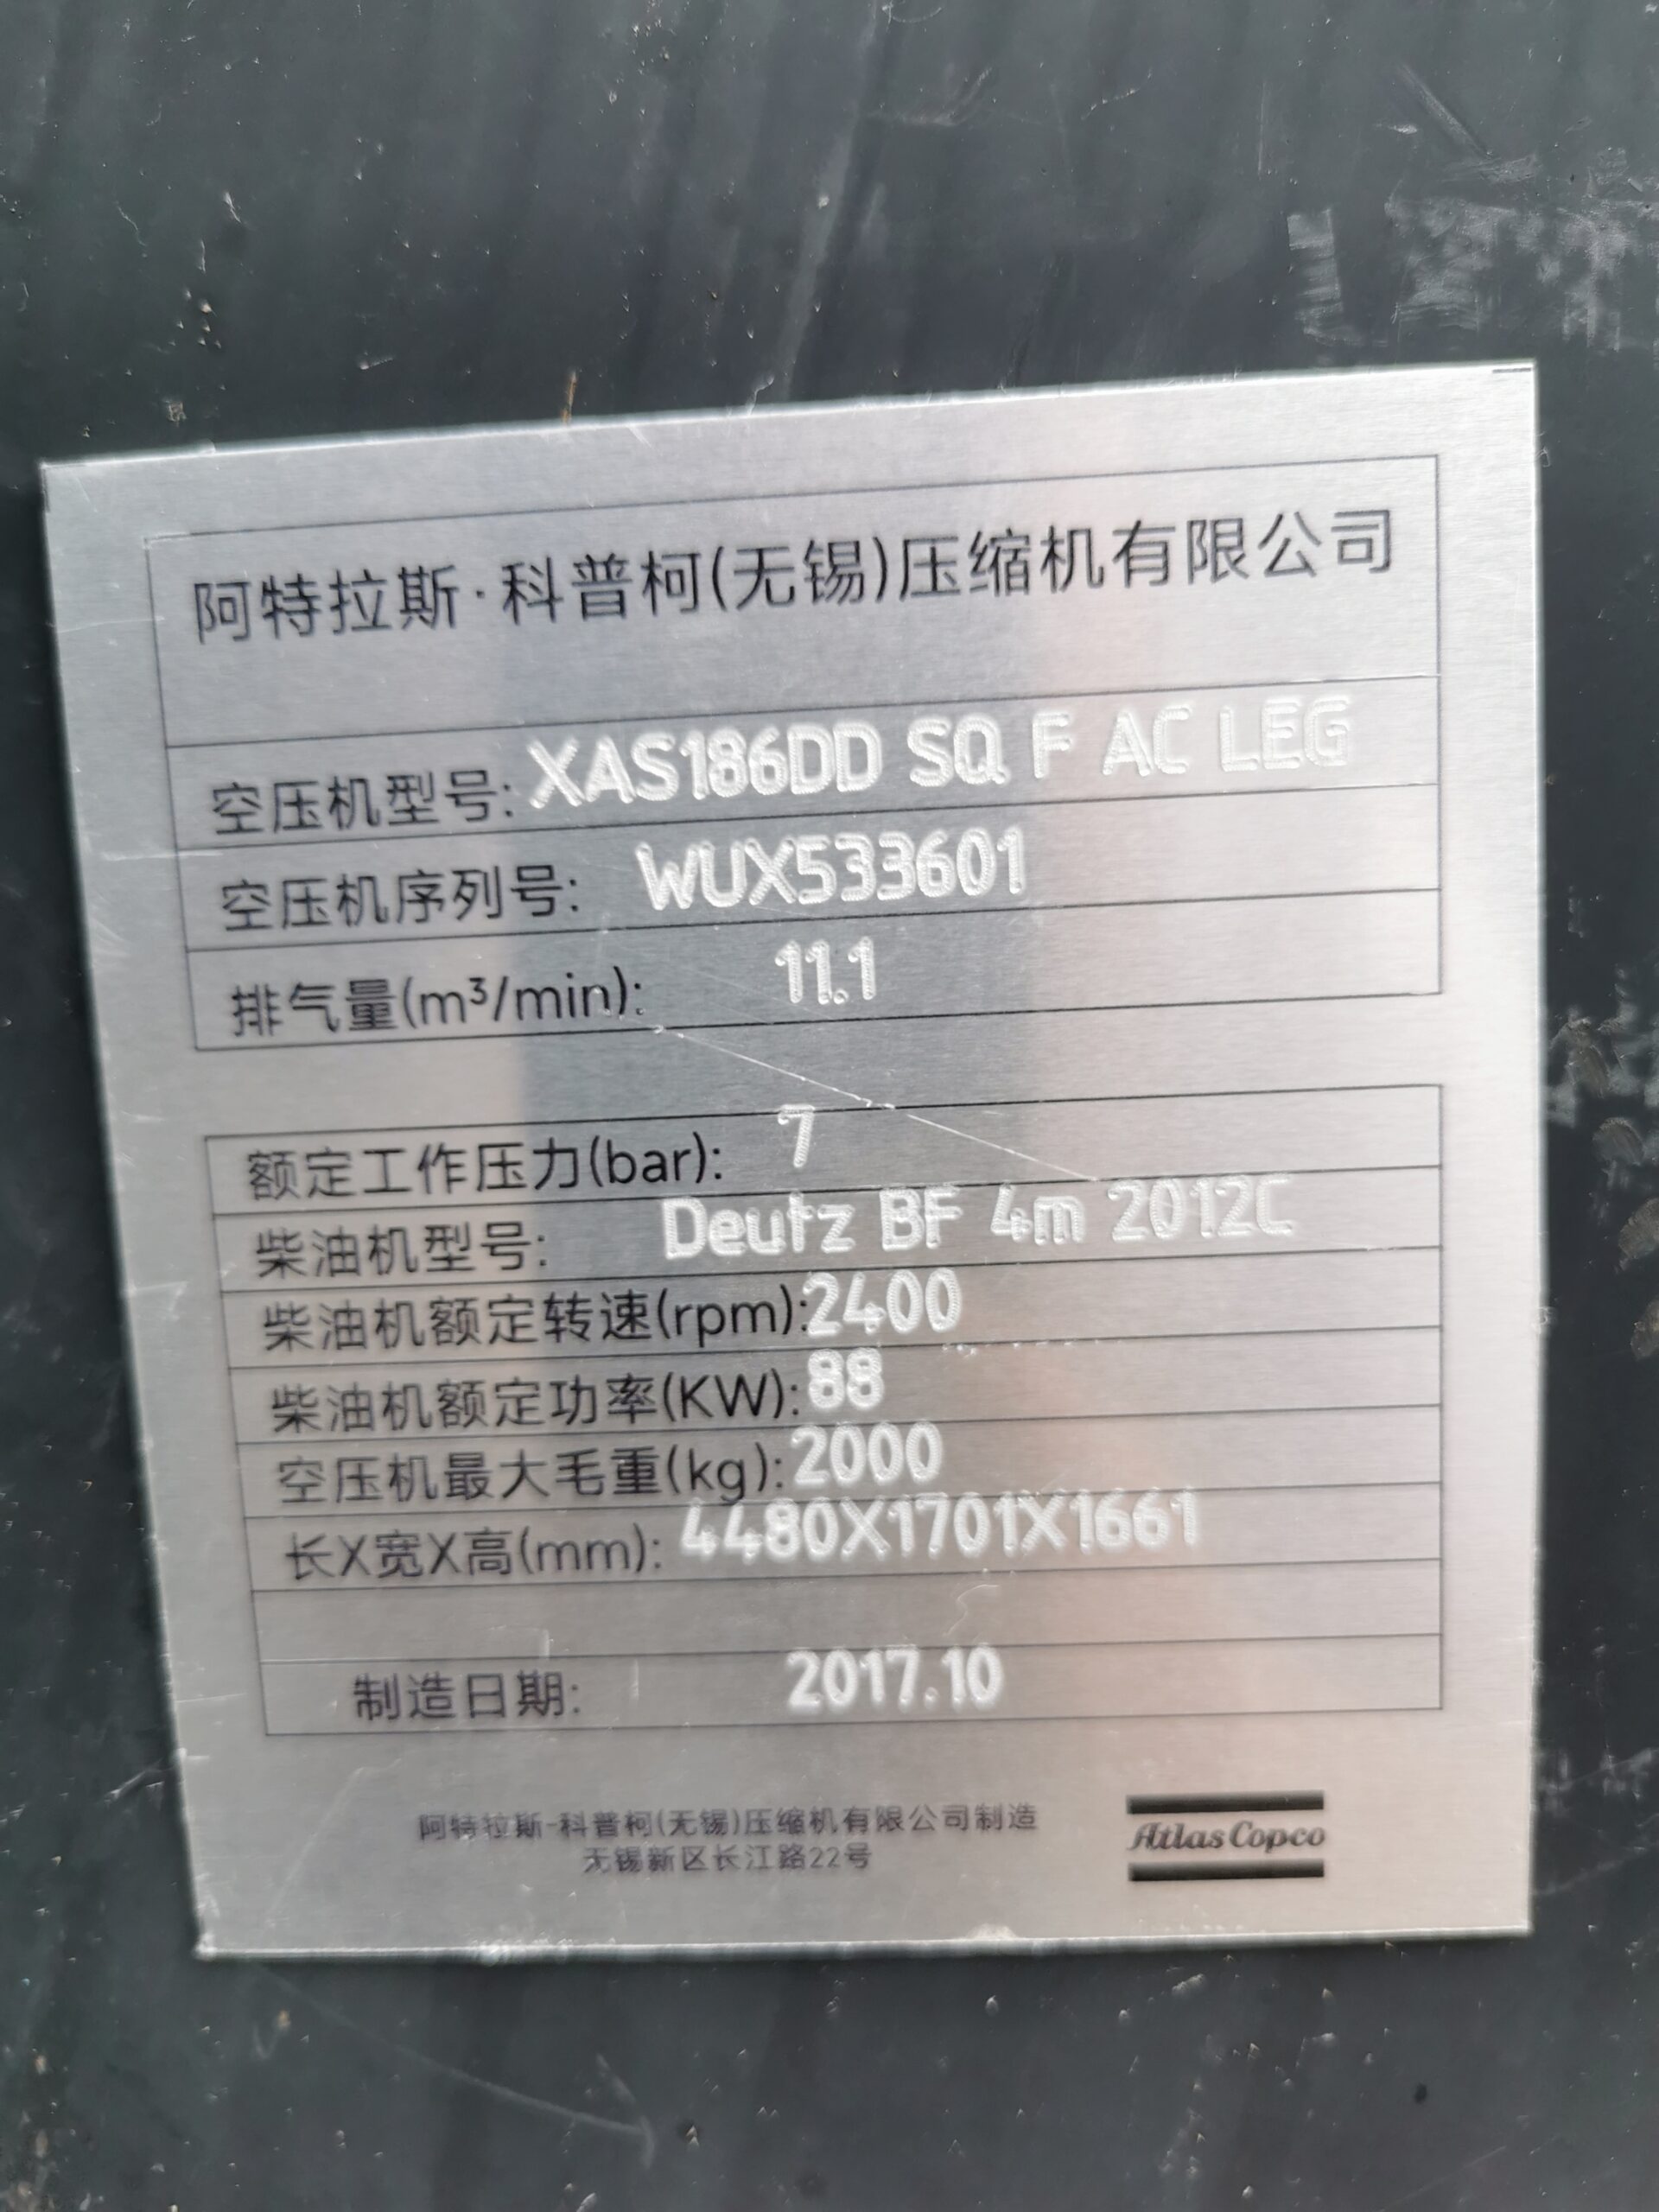 阿特拉斯·科普柯(无锡)压缩机有限公司
空压机型号: XAS186DD SQ F AC LEG
空压机序列号: WUX533601
排气量(m³/min): 11.1
额定工作压力(bar): 7
柴油机型号: Deutz BF 4m 2012C
柴油机额定转速(rpm): 2400
柴油机额定功率(KW): 88
空压机最大毛重(kg): 2000
长X宽X高(mm): 4480X1701X1661
制造日期: 2017.10
阿特拉斯-科普柯(无锡)压缩机有限公司制造
无锡新区长江路22号
Atlas Copco